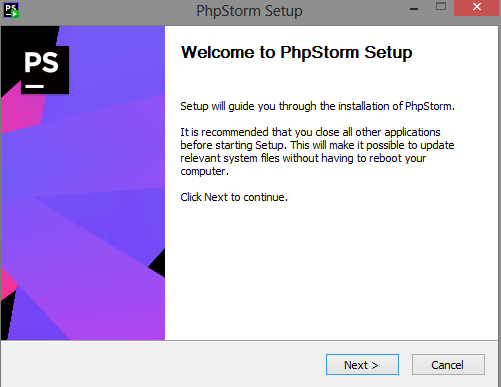 PS
PhpStorm Setup
PS
Welcome to PhpStorm Setup
Setup will guide you through the installation of PhpStorm.
It is recommended that you close all other applications
before starting Setup. This will make it possible to update
relevant system files without having to reboot your
computer.
Click Next to continue.
Next >
Cancel